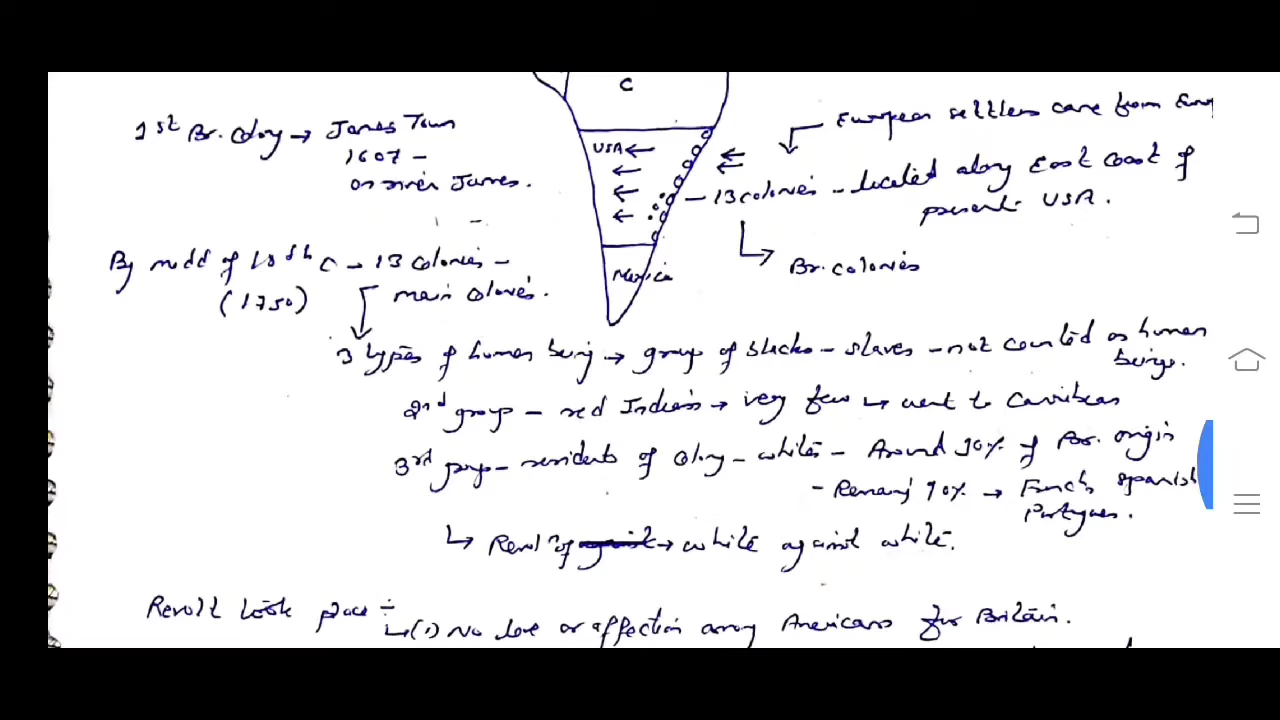 C
1st Br. Colony → James Town
1607 -
on river James.
European settlers came from Eur
USA
- 13 colonies - located along East coast of
present USA.
Br. colonies
Mexico
By midd of 18th C - 13 colonies -
(1750)
main colonies.
3 types of human being → group of blacks - slaves - not counted as human
beings.
2nd group - red Indians → very few → went to Carribean
3rd group - residents of colony - whites - Around 90% of Br. origin
- Remang 10% → French, Spanish
Portugues.
→ Revol of → white against white.
Revolt took place :-
(1) No love or affection among Americans for Britain.